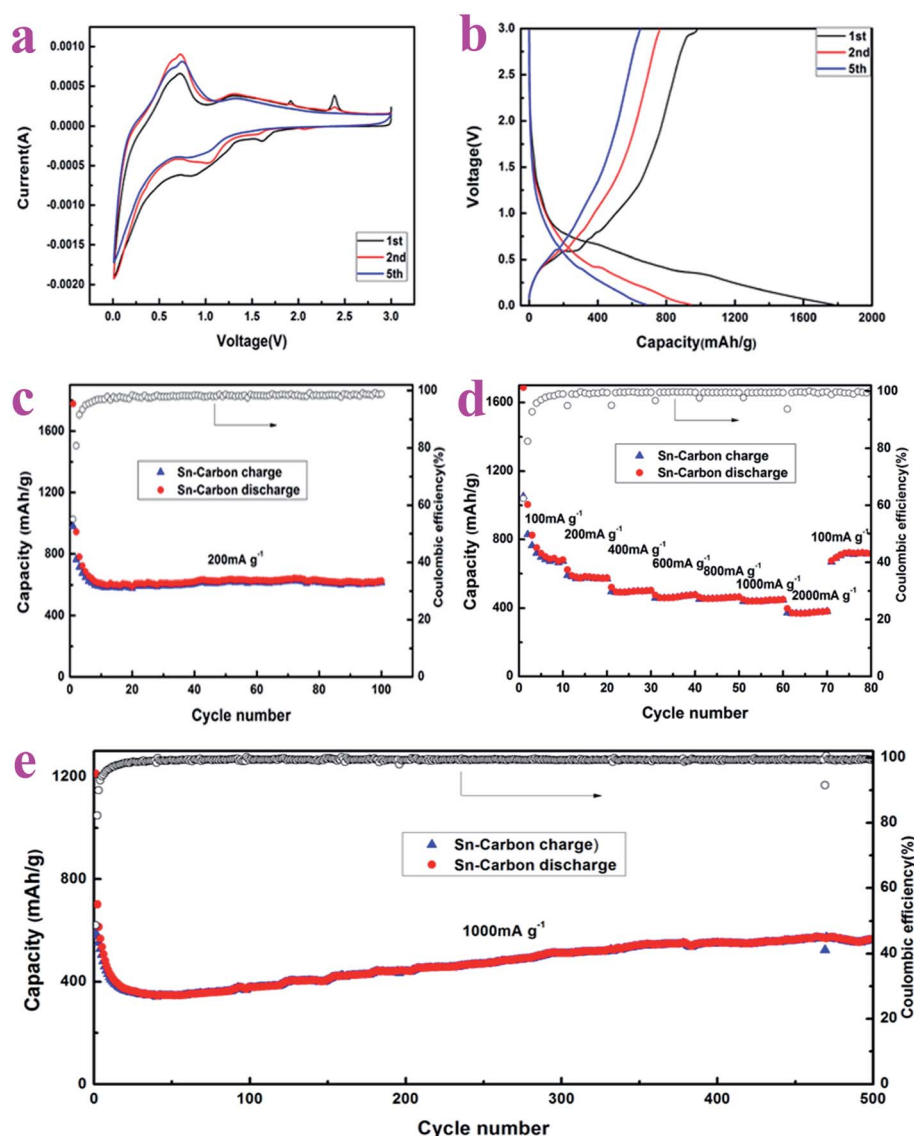 a
0.0010
0.0005
0.0000
-0.0005
-0.0010
-0.0015
-0.0020
Current(A)
1st
2nd
5th
0.0 0.5 1.0 1.5 2.0 2.5 3.0
Voltage(V)
b
3.0
2.5
2.0
1.5
1.0
0.5
0.0
Voltage(V)
1st
2nd
5th
0 400 800 1200 1600 2000
Capacity(mAh/g)
c
1800
1500
1200
900
600
300
0
Capacity (mAh/g)
Sn-Carbon charge
Sn-Carbon discharge
200mA g-1
100
80
60
40
20
0
Coulombic efficiency(%)
0 20 40 60 80 100
Cycle number
d
1600
1200
800
400
0
Capacity (mAh/g)
Sn-Carbon charge
Sn-Carbon discharge
100mA g-1
200mA g-1
400mA g-1
600mA g-1
800mA g-1
1000mA g-1
2000mA g-1
100mA g-1
100
80
60
40
20
0
Coulombic efficiency(%)
0 10 20 30 40 50 60 70 80
Cycle number
e
1200
800
400
0
Capacity (mAh/g)
Sn-Carbon charge)
Sn-Carbon discharge
1000mA g-1
100
80
60
40
20
0
Coulombic efficiency(%)
0 100 200 300 400 500
Cycle number